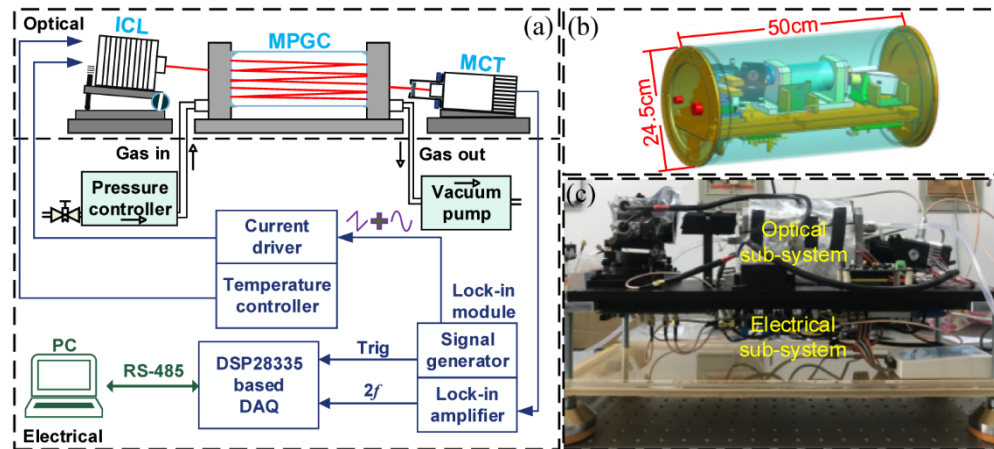 Optical
ICL
MPGC
MCT
(a)
Gas in
Gas out
Pressure
controller
Vacuum
pump
Current
driver
Temperature
controller
Lock-in
module
Signal
generator
Lock-in
amplifier
Trig
2f
DSP28335
based
DAQ
RS-485
PC
Electrical
(b)
50cm
24.5cm
(c)
Optical
sub-system
Electrical
sub-system